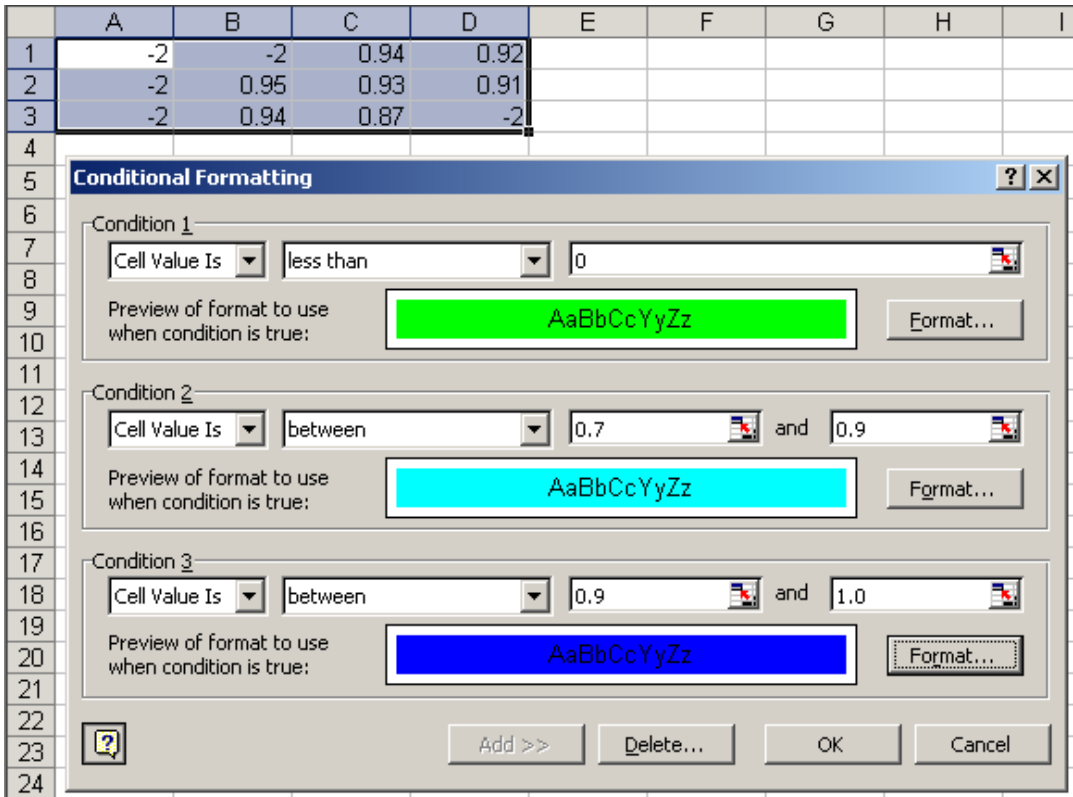 A B C D E F G H I
1 -2 -2 0.94 0.92
2 -2 0.95 0.93 0.91
3 -2 0.94 0.87 -2
4
5 Conditional Formatting
6
Condition 1
7
Cell Value Is less than 0
8
9 Preview of format to use
when condition is true: AaBbCcYyZz Format...
10
11
Condition 2
12
13 Cell Value Is between 0.7 and 0.9
14
Preview of format to use
15 when condition is true: AaBbCcYyZz Format...
16
17 Condition 3
18 Cell Value Is between 0.9 and 1.0
19
Preview of format to use
20 when condition is true: AaBbCcYyZz Format...
21
22
23 Add >> Delete... OK Cancel
24